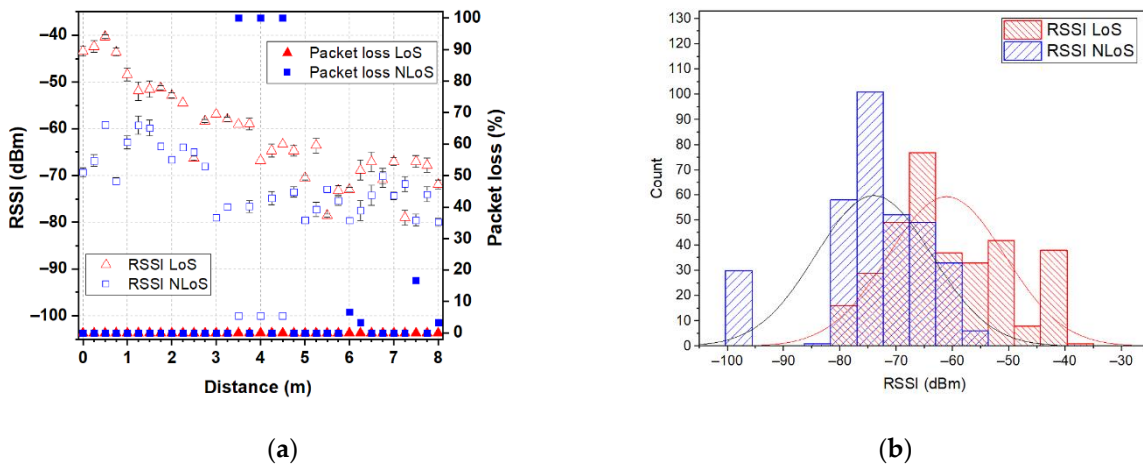 −40
−50
−60
−70
−80
−90
−100
RSSI (dBm)
100
90
80
70
60
50
40
30
20
10
0
Packet loss (%)
Packet loss LoS
Packet loss NLoS
RSSI LoS
RSSI NLoS
0 1 2 3 4 5 6 7 8
Distance (m)
(a)
130
120
110
100
90
80
70
60
50
40
30
20
10
0
Count
RSSI LoS
RSSI NLoS
−100 −90 −80 −70 −60 −50 −40 −30
RSSI (dBm)
(b)